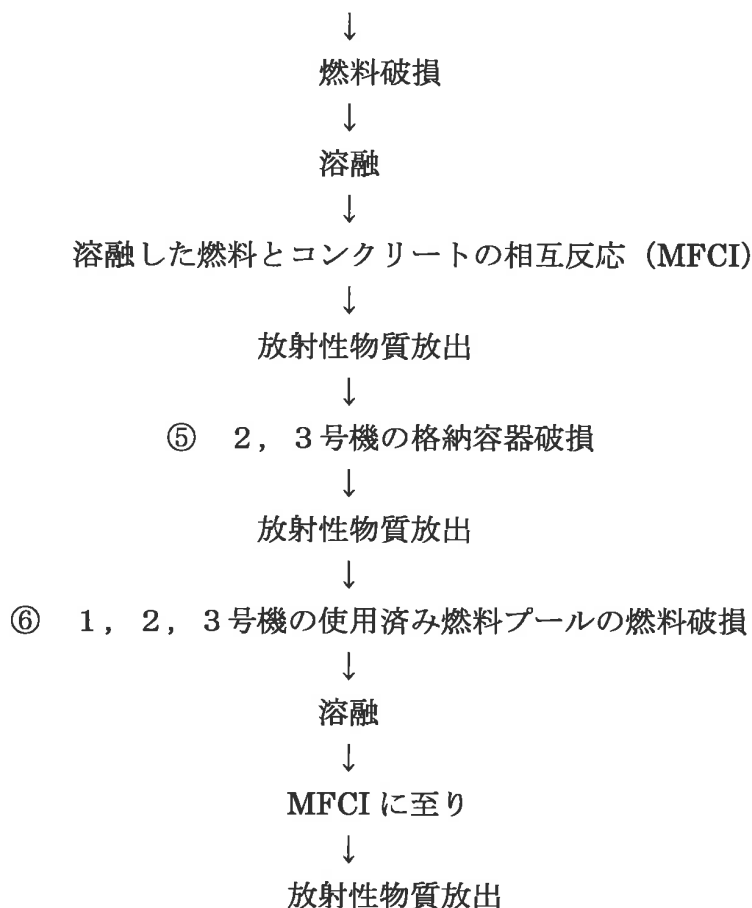 ↓
燃料破損
↓
溶融
↓
溶融した燃料とコンクリートの相互反応（MFCI）
↓
放射性物質放出
↓
⑤　２，３号機の格納容器破損
↓
放射性物質放出
↓
⑥　１，２，３号機の使用済み燃料プールの燃料破損
↓
溶融
↓
MFCIに至り
↓
放射性物質放出